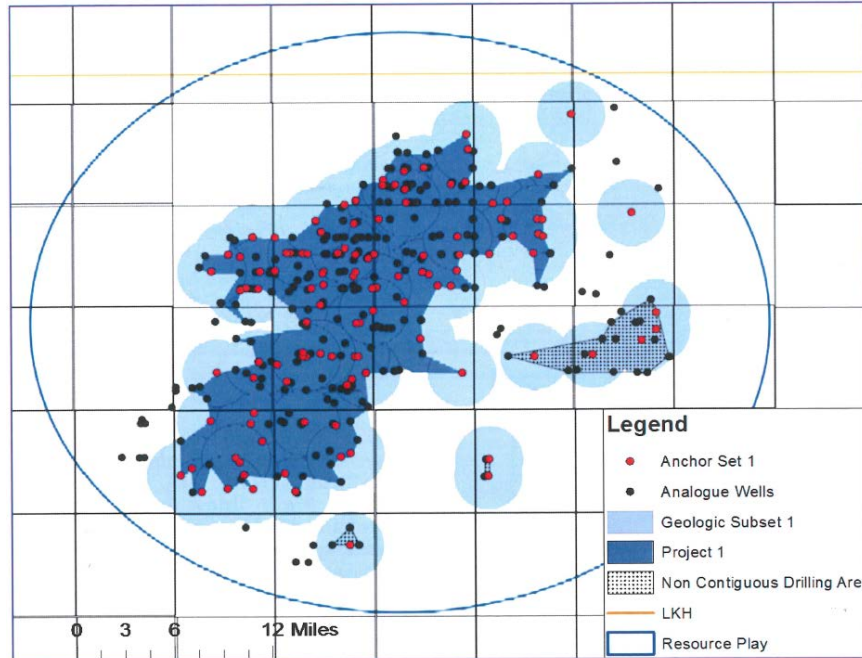 Legend
Anchor Set 1
Analogue Wells
Geologic Subset 1
Project 1
Non Contiguous Drilling Area
LKH
Resource Play
0 3 6 12 Miles